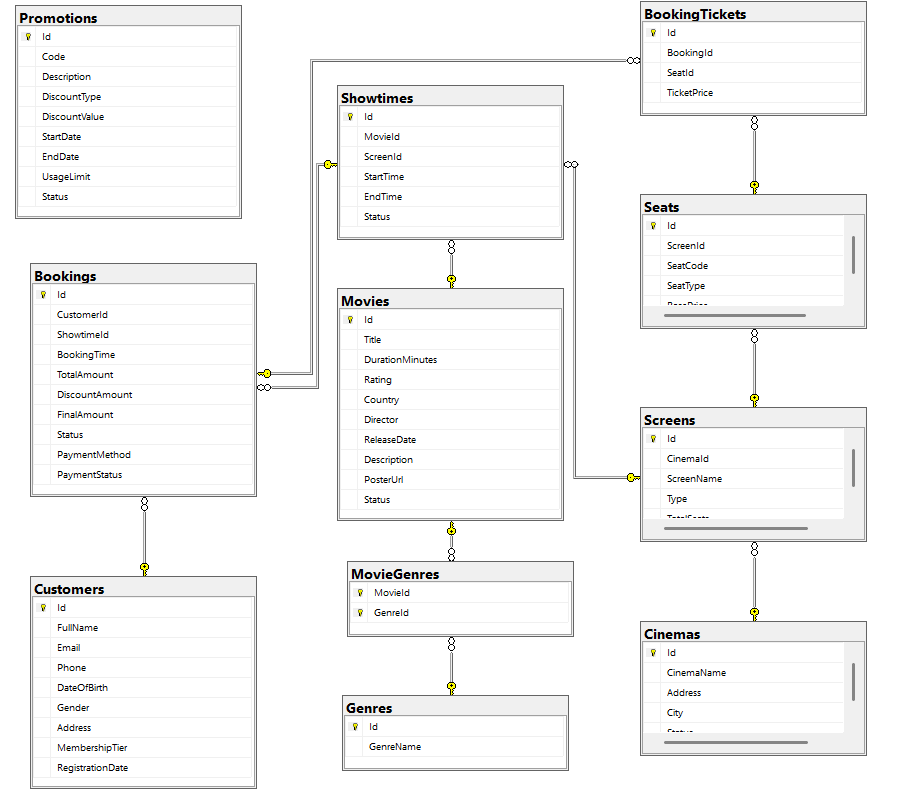 Promotions
Id
Code
Description
DiscountType
DiscountValue
StartDate
EndDate
UsageLimit
Status
Bookings
Id
CustomerId
ShowtimeId
BookingTime
TotalAmount
DiscountAmount
FinalAmount
Status
PaymentMethod
PaymentStatus
Customers
Id
FullName
Email
Phone
DateOfBirth
Gender
Address
MembershipTier
RegistrationDate
Showtimes
Id
MovieId
ScreenId
StartTime
EndTime
Status
Movies
Id
Title
DurationMinutes
Rating
Country
Director
ReleaseDate
Description
PosterUrl
Status
MovieGenres
MovieId
GenreId
Genres
Id
GenreName
BookingTickets
Id
BookingId
SeatId
TicketPrice
Seats
Id
ScreenId
SeatCode
SeatType
BasePrice
Screens
Id
CinemaId
ScreenName
Type
TotalSeats
Cinemas
Id
CinemaName
Address
City
Status